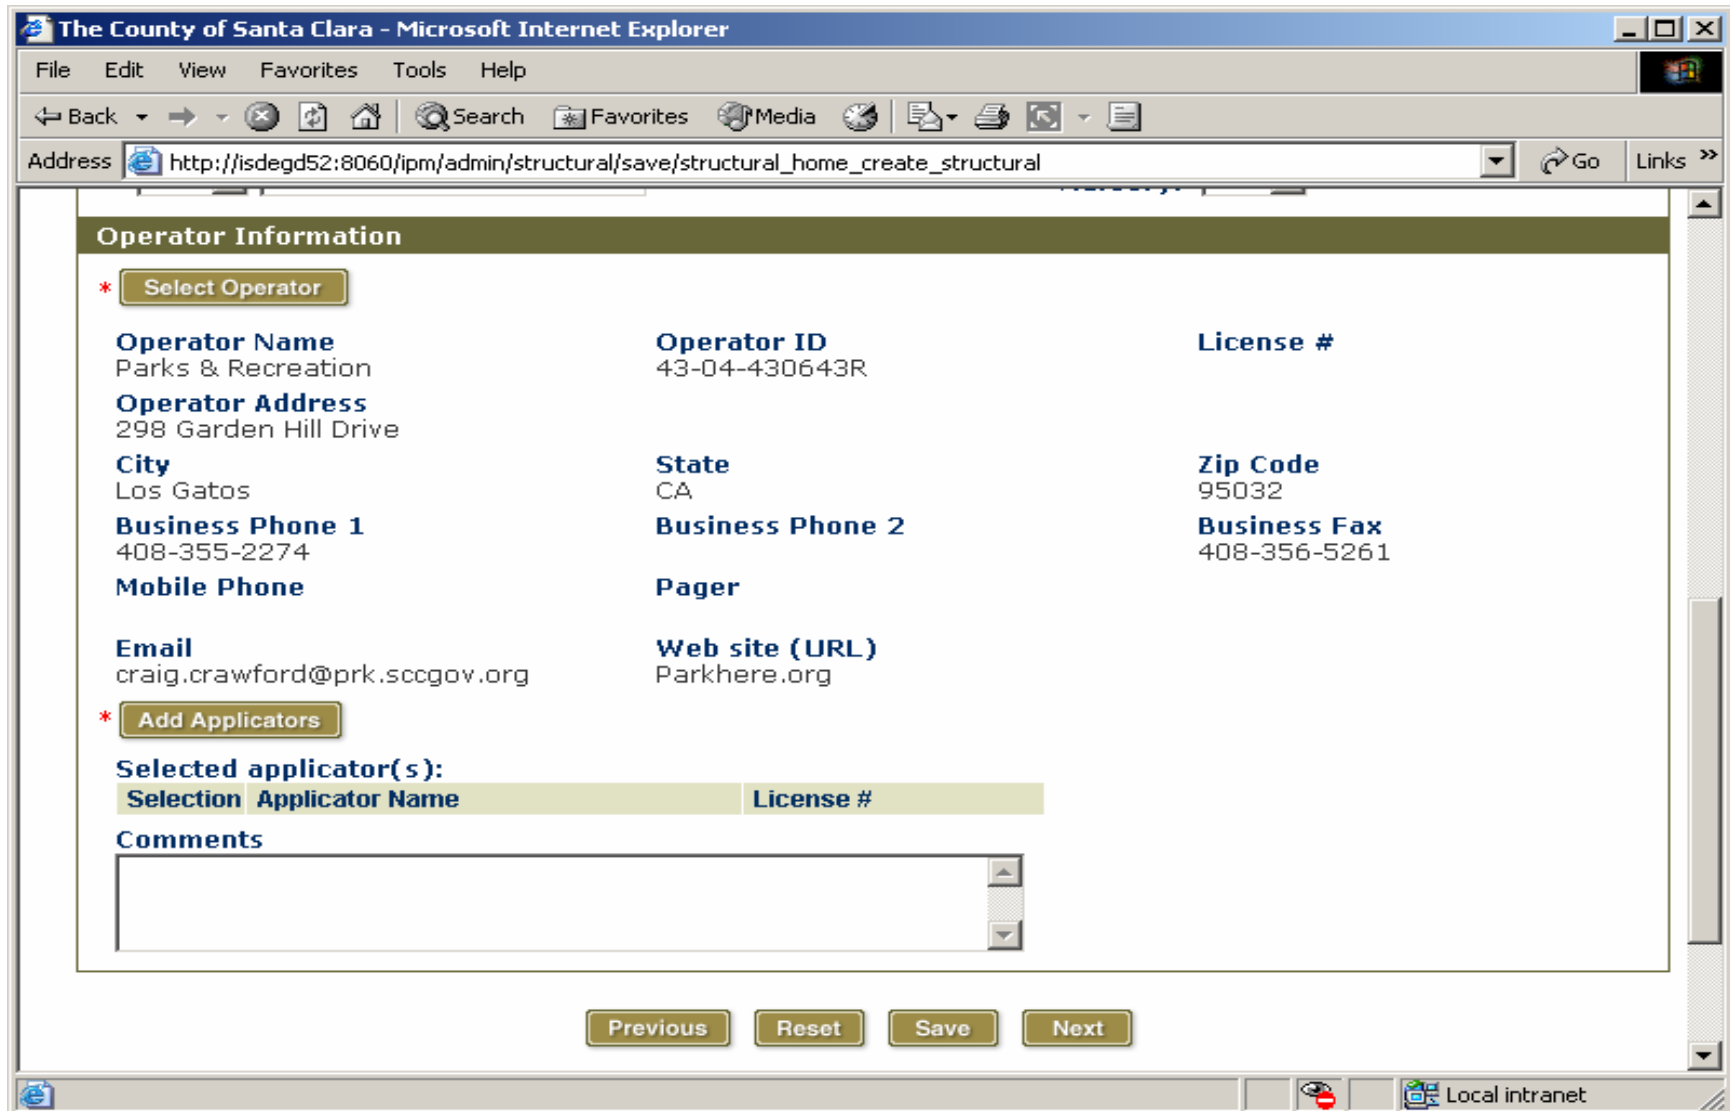 The County of Santa Clara - Microsoft Internet Explorer
File Edit View Favorites Tools Help
Back Search Favorites Media
Address http://isdegd52:8060/ipm/admin/structural/save/structural_home_create_structural Go Links »
Operator Information
* Select Operator
Operator Name Operator ID License #
Parks & Recreation 43-04-430643R
Operator Address
298 Garden Hill Drive
City State Zip Code
Los Gatos CA 95032
Business Phone 1 Business Phone 2 Business Fax
408-355-2274 408-356-5261
Mobile Phone Pager
Email Web site (URL)
craig.crawford@prk.sccgov.org Parkhere.org
* Add Applicators
Selected applicator(s):
Selection Applicator Name License #
Comments
Previous Reset Save Next
Local intranet